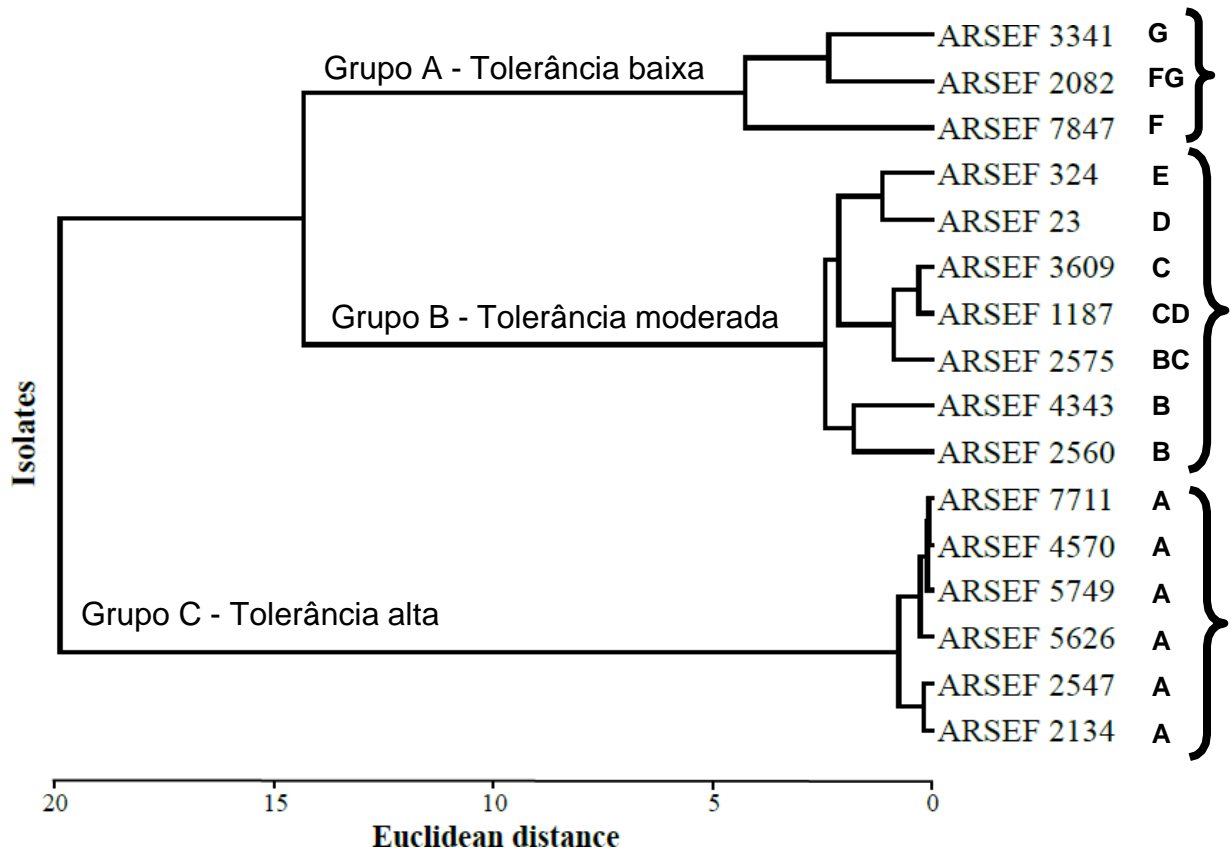 ARSEF 3341 G
Grupo A - Tolerância baixa
ARSEF 2082 FG
ARSEF 7847 F
ARSEF 324 E
ARSEF 23 D
ARSEF 3609 C
Grupo B - Tolerância moderada
ARSEF 1187 CD
ARSEF 2575 BC
ARSEF 4343 B
Isolates
ARSEF 2560 B
ARSEF 7711 A
ARSEF 4570 A
ARSEF 5749 A
Grupo C - Tolerância alta
ARSEF 5626 A
ARSEF 2547 A
ARSEF 2134 A
20 15 10 5 0
Euclidean distance